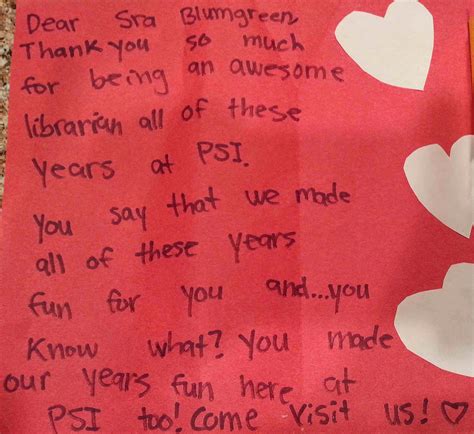 Dear Sra Blumgreen
Thank you so much
for being an awesome
librarian all of these
years at PSI.
You say that we made
all of these years
fun for you and...you
know what? You made
our years fun here at
PSI too! Come visit us! ♡